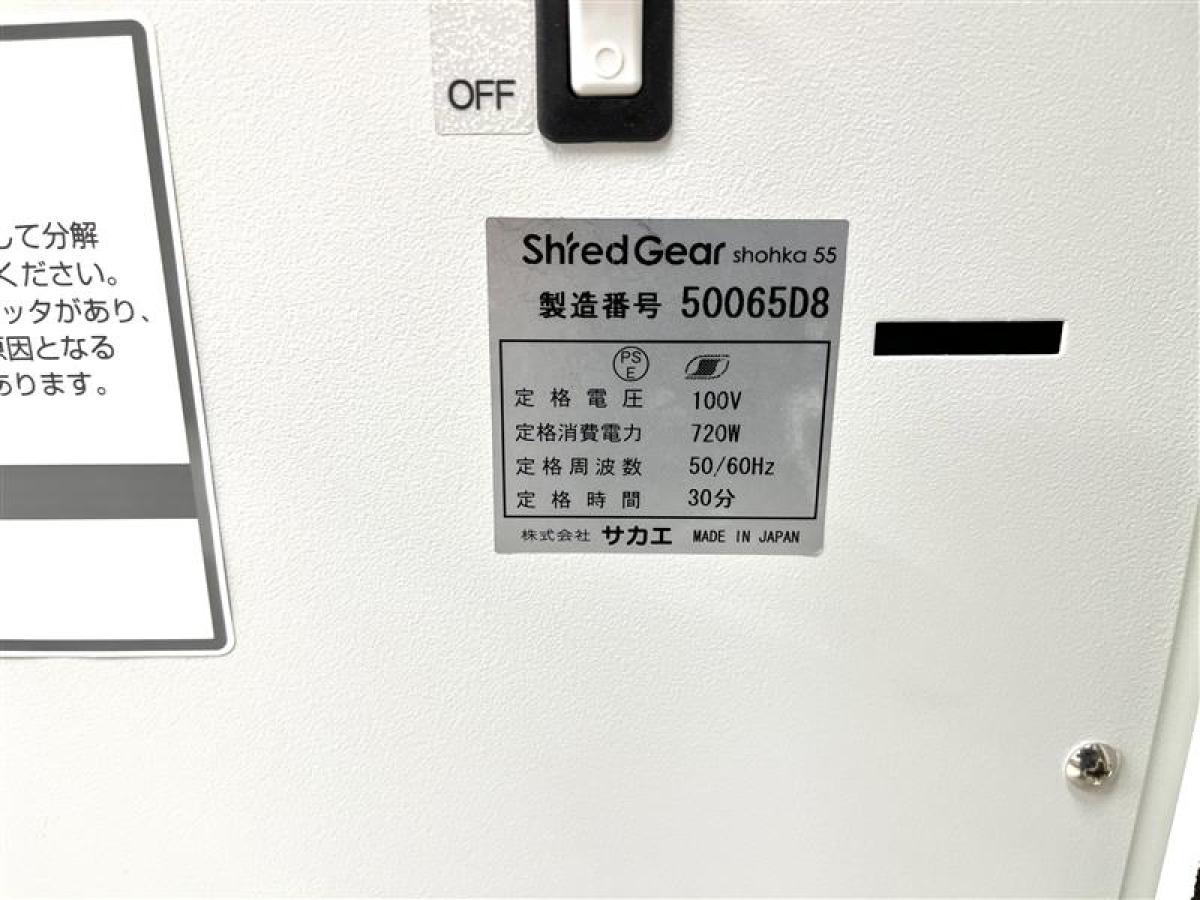 OFF
して分解
ください。
ッタがあり、
原因となる
あります。
Shred Gear shohka 55
製造番号 50065D8
PS
E
定格電圧 100V
定格消費電力 720W
定格周波数 50/60Hz
定格時間 30分
株式会社 サカエ MADE IN JAPAN